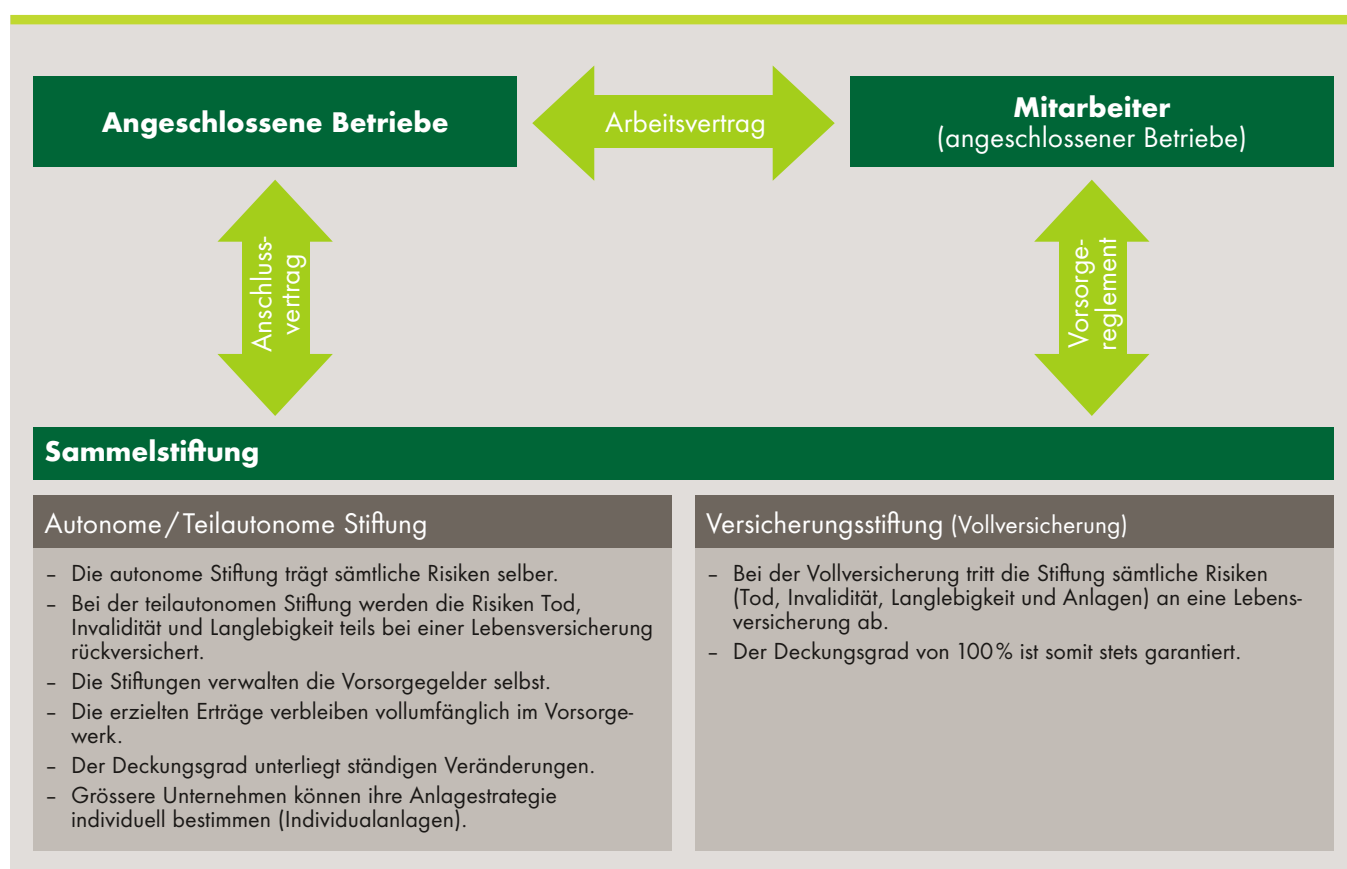 Angeschlossene Betriebe
Arbeitsvertrag
Mitarbeiter
(angeschlossener Betriebe)
Anschluss-
vertrag
Vorsorge-
reglement
Sammelstiftung
Autonome/Teilautonome Stiftung
– Die autonome Stiftung trägt sämtliche Risiken selber.
– Bei der teilautonomen Stiftung werden die Risiken Tod,
Invalidität und Langlebigkeit teils bei einer Lebensversicherung
rückversichert.
– Die Stiftungen verwalten die Vorsorgegelder selbst.
– Die erzielten Erträge verbleiben vollumfänglich im Vorsorge-
werk.
– Der Deckungsgrad unterliegt ständigen Veränderungen.
– Grössere Unternehmen können ihre Anlagestrategie
individuell bestimmen (Individualanlagen).
Versicherungsstiftung (Vollversicherung)
– Bei der Vollversicherung tritt die Stiftung sämtliche Risiken
(Tod, Invalidität, Langlebigkeit und Anlagen) an eine Lebens-
versicherung ab.
– Der Deckungsgrad von 100% ist somit stets garantiert.